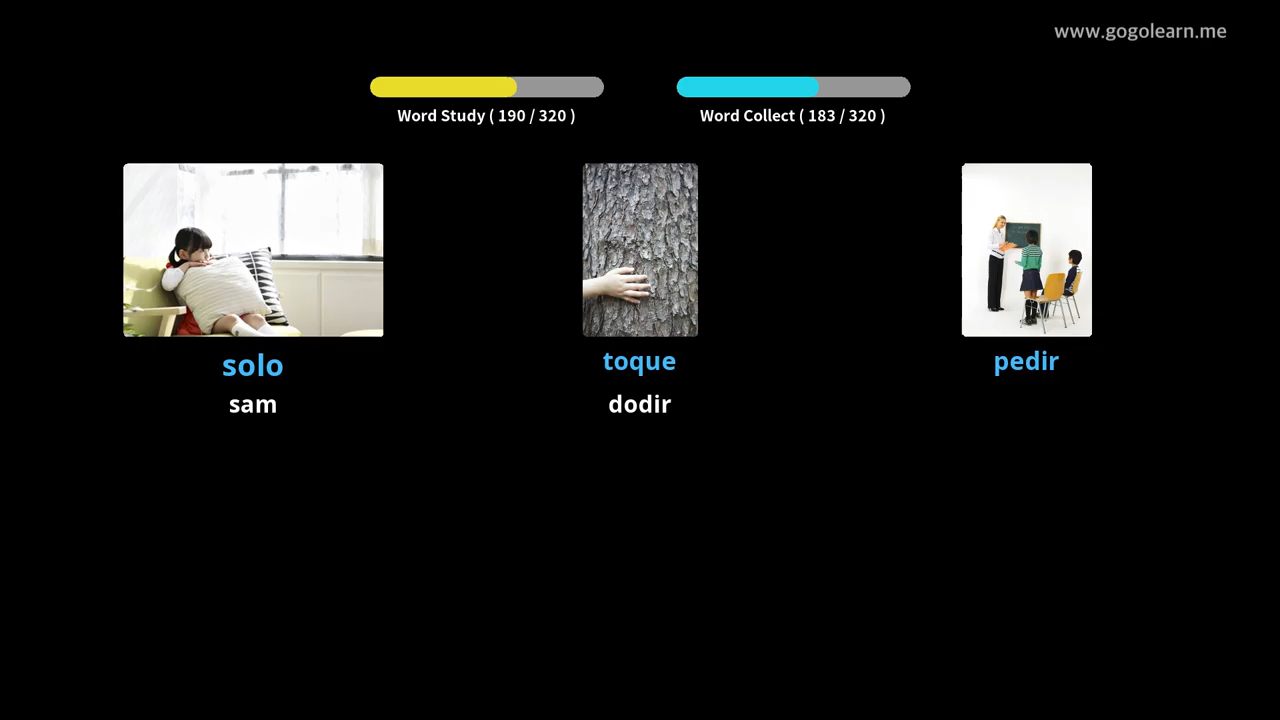 www.gogolearn.me
Word Study ( 190 / 320 )
Word Collect ( 183 / 320 )
solo
toque
pedir
sam
dodir